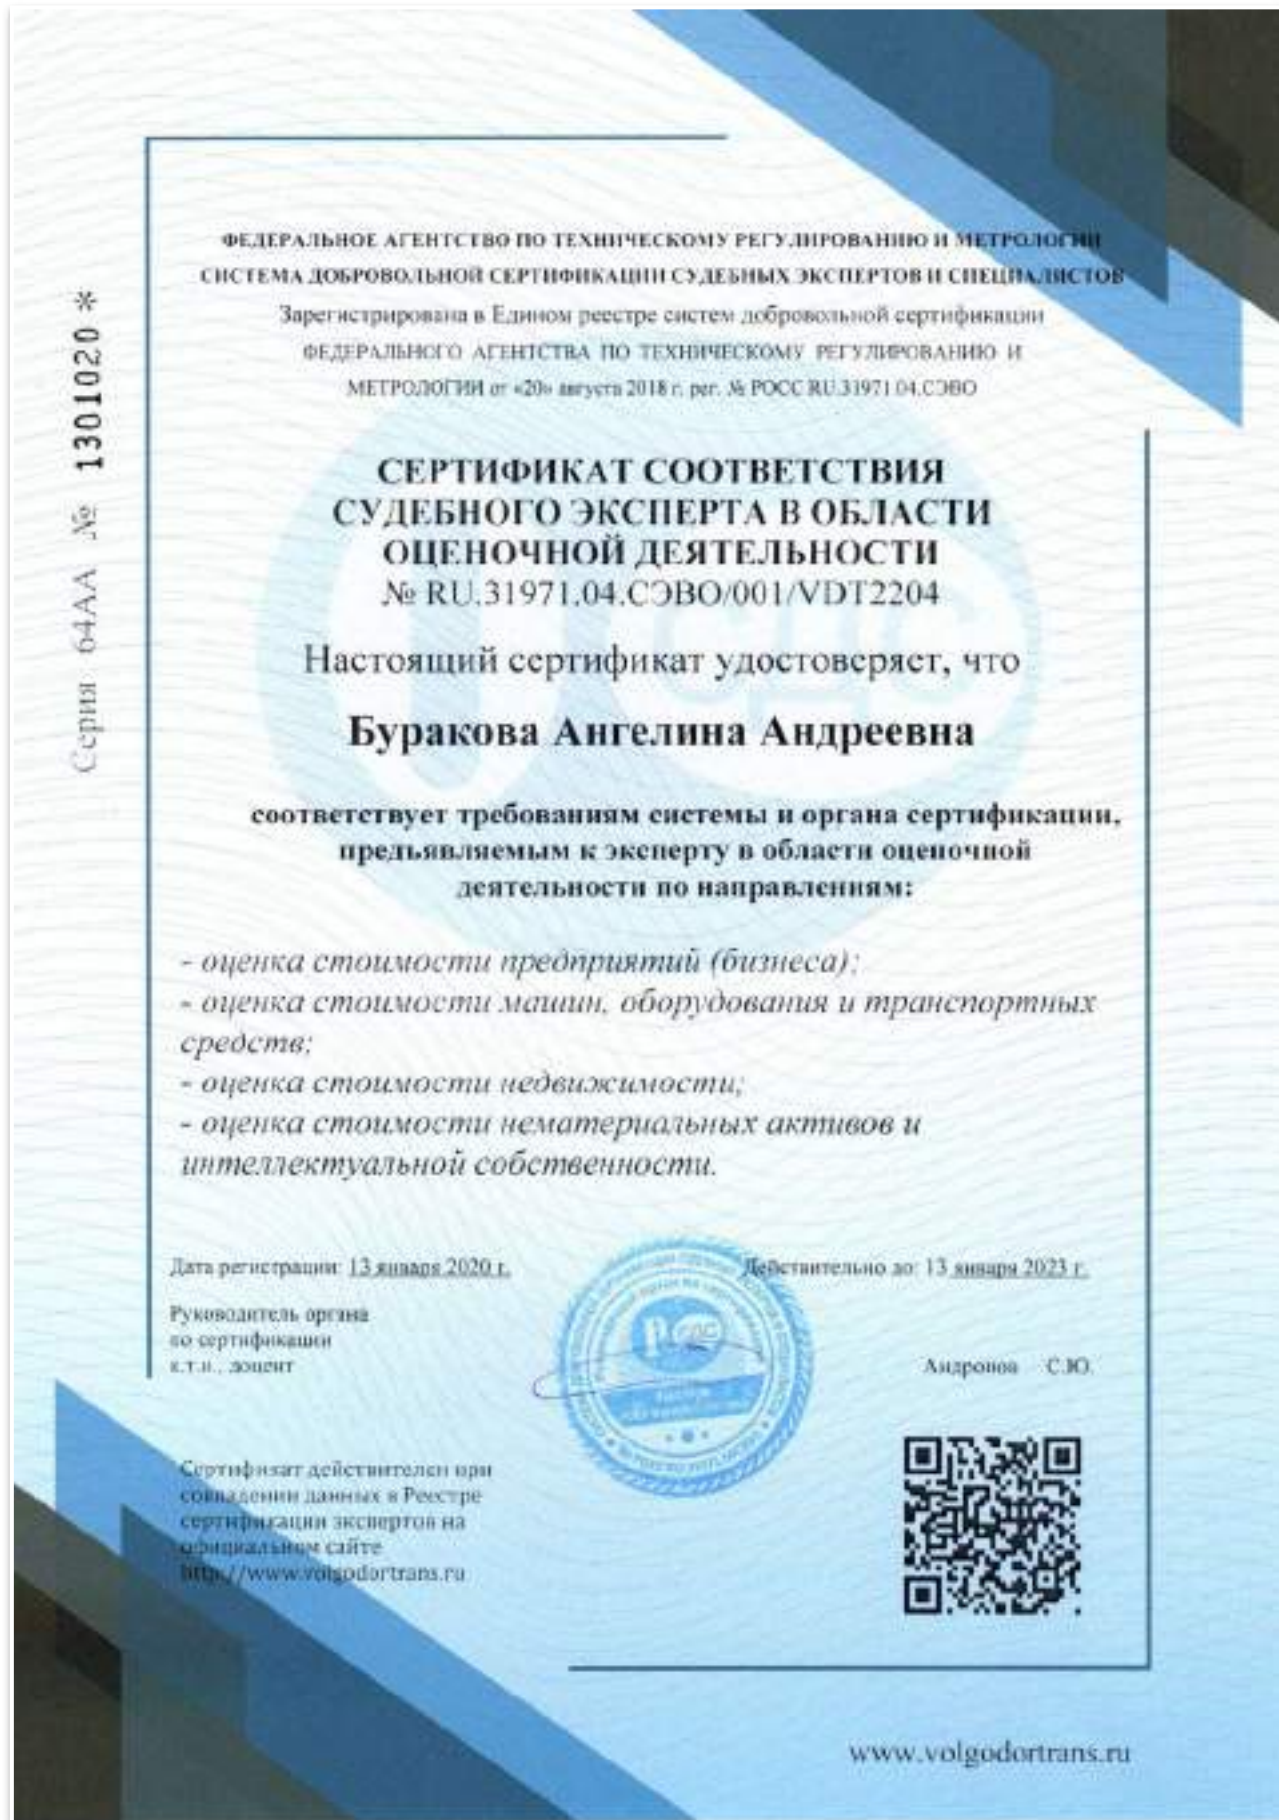 ФЕДЕРАЛЬНОЕ АГЕНТСТВО ПО ТЕХНИЧЕСКОМУ РЕГУЛИРОВАНИЮ И МЕТРОЛОГИИ
СИСТЕМА ДОБРОВОЛЬНОЙ СЕРТИФИКАЦИИ СУДЕБНЫХ ЭКСПЕРТОВ И СПЕЦИАЛИСТОВ
Зарегистрирована в Едином реестре систем добровольной сертификации
ФЕДЕРАЛЬНОГО АГЕНТСТВА ПО ТЕХНИЧЕСКОМУ РЕГУЛИРОВАНИЮ И
МЕТРОЛОГИИ от «20» августа 2018 г. рег. № РОСС RU.31971.04.СЭВО
Серия 64АА № 1301020 *
СЕРТИФИКАТ СООТВЕТСТВИЯ
СУДЕБНОГО ЭКСПЕРТА В ОБЛАСТИ
ОЦЕНОЧНОЙ ДЕЯТЕЛЬНОСТИ
№ RU.31971.04.СЭВО/001/VDT2204
Настоящий сертификат удостоверяет, что
Буракова Ангелина Андреевна
соответствует требованиям системы и органа сертификации,
предъявляемым к эксперту в области оценочной
деятельности по направлениям:
- оценка стоимости предприятий (бизнеса);
- оценка стоимости машин, оборудования и транспортных
средств;
- оценка стоимости недвижимости;
- оценка стоимости нематериальных активов и
интеллектуальной собственности.
Дата регистрации: 13 января 2020 г.
Действительно до: 13 января 2023 г.
Руководитель органа
по сертификации
к.т.н., доцент
Андронов С.Ю.
Сертификат действителен при
совпадении данных в Реестре
сертификации экспертов на
официальном сайте
http://www.volgodortrans.ru
www.volgodortrans.ru